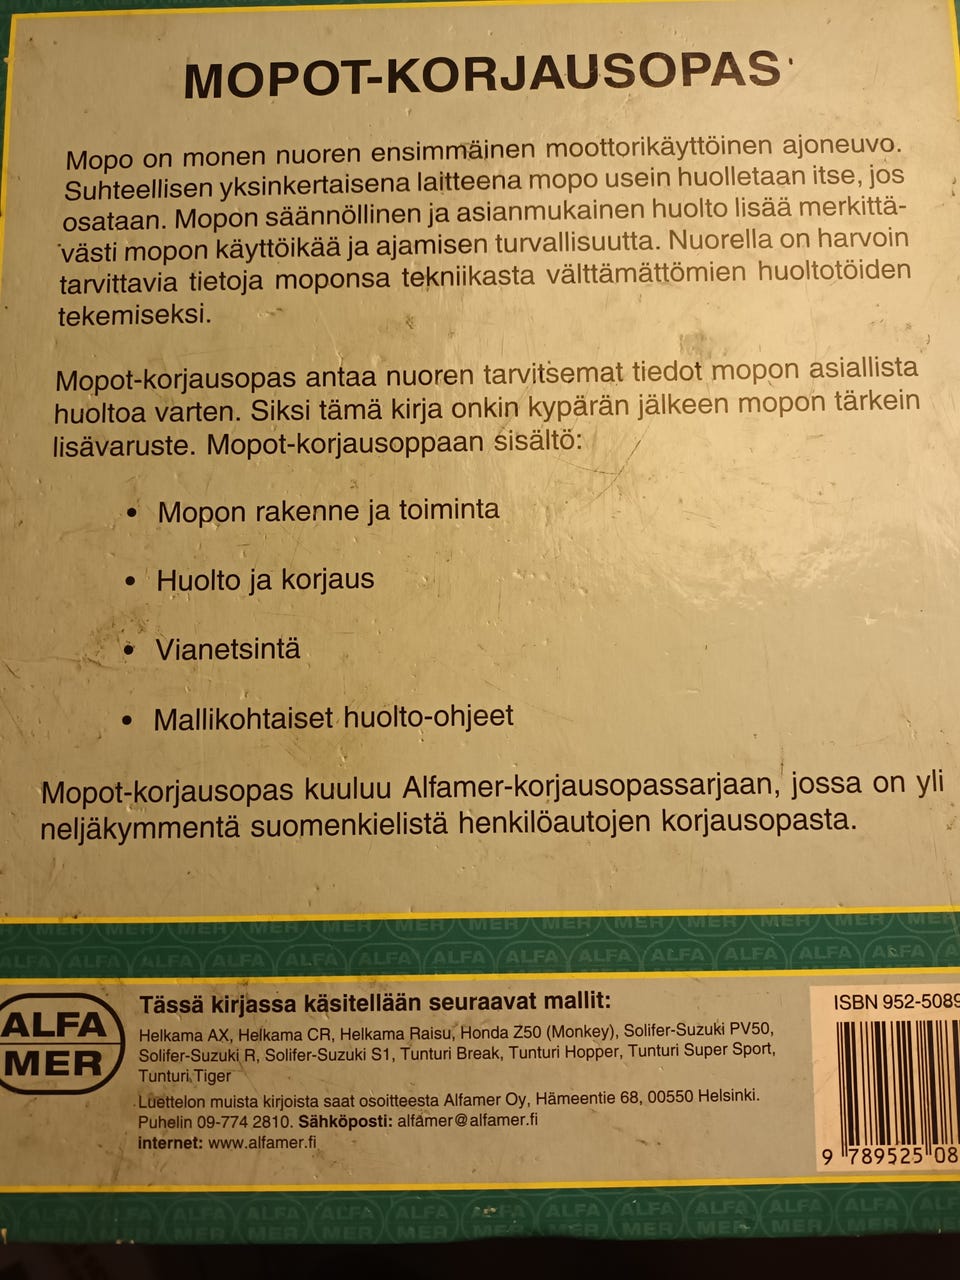 MOPOT-KORJAUSOPAS
Mopo on monen nuoren ensimmäinen moottorikäyttöinen ajoneuvo.
Suhteellisen yksinkertaisena laitteena mopo usein huolletaan itse, jos
osataan. Mopon säännöllinen ja asianmukainen huolto lisää merkittä-
västi mopon käyttöikää ja ajamisen turvallisuutta. Nuorella on harvoin
tarvittavia tietoja moponsa tekniikasta välttämättömien huoltotöiden
tekemiseksi.
Mopot-korjausopas antaa nuoren tarvitsemat tiedot mopon asiallista
huoltoa varten. Siksi tämä kirja onkin kypärän jälkeen mopon tärkein
lisävaruste. Mopot-korjausoppaan sisältö:
• Mopon rakenne ja toiminta
• Huolto ja korjaus
• Vianetsintä
• Mallikohtaiset huolto-ohjeet
Mopot-korjausopas kuuluu Alfamer-korjausopassarjaan, jossa on yli
neljäkymmentä suomenkielistä henkilöautojen korjausopasta.
ALFA
MER
Tässä kirjassa käsitellään seuraavat mallit:
Helkama AX, Helkama CR, Helkama Raisu, Honda Z50 (Monkey), Solifer-Suzuki PV50,
Solifer-Suzuki R, Solifer-Suzuki S1, Tunturi Break, Tunturi Hopper, Tunturi Super Sport,
Tunturi Tiger
Luettelon muista kirjoista saat osoitteesta Alfamer Oy, Hämeentie 68, 00550 Helsinki.
Puhelin 09-774 2810. Sähköposti: alfamer@alfamer.fi
internet: www.alfamer.fi
ISBN 952-5089
9 789525 08